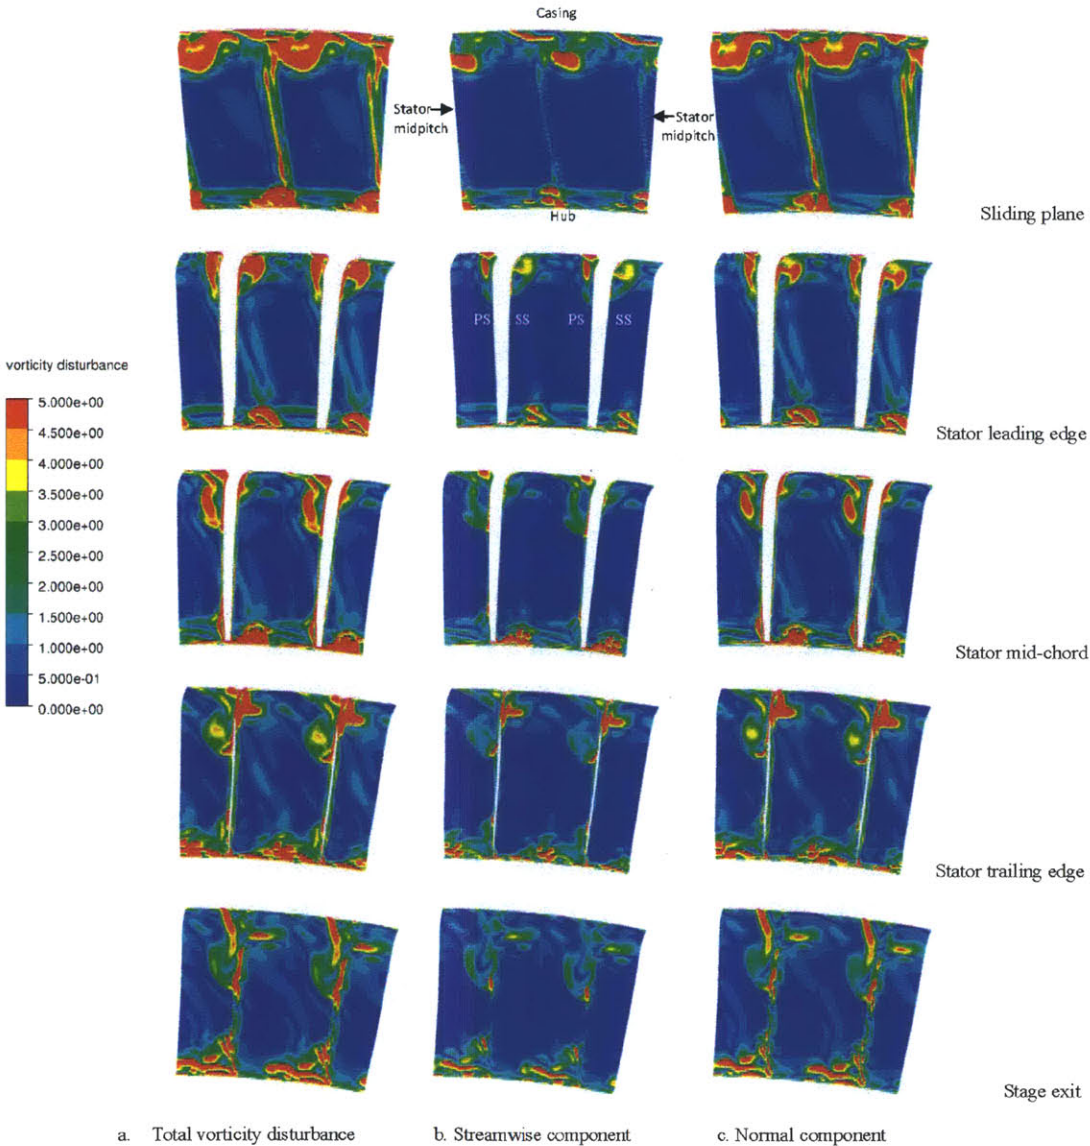 Casing
Stator
midpitch
Stator
midpitch
Hub
Sliding plane
PS SS PS SS
Stator leading edge
vorticity disturbance
5.000e+00
4.500e+00
4.000e+00
3.500e+00
3.000e+00
2.500e+00
2.000e+00
1.500e+00
1.000e+00
5.000e-01
0.000e+00
Stator mid-chord
Stator trailing edge
Stage exit
a. Total vorticity disturbance b. Streamwise component c. Normal component